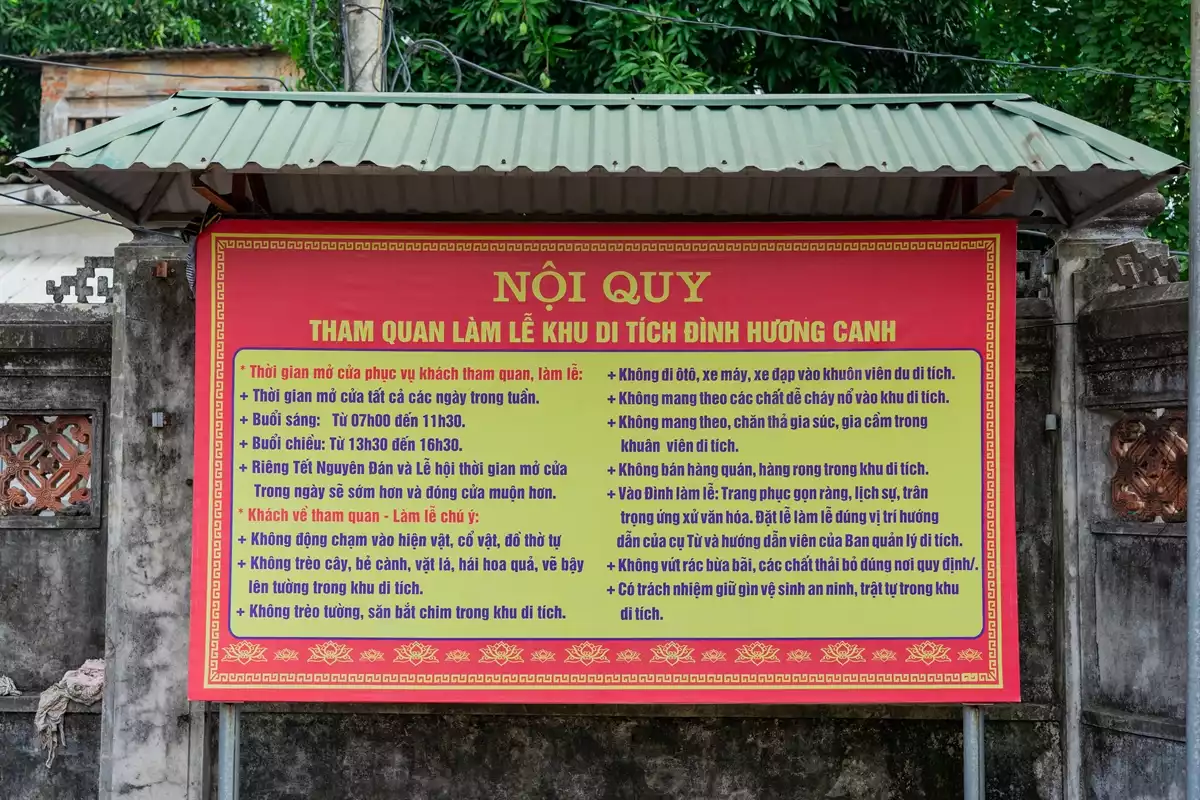 NỘI QUY
THAM QUAN LÀM LỄ KHU DI TÍCH ĐÌNH HƯƠNG CANH
* Thời gian mở cửa phục vụ khách tham quan, làm lễ:
+ Thời gian mở cửa tất cả các ngày trong tuần.
+ Buổi sáng: Từ 07h00 đến 11h30.
+ Buổi chiều: Từ 13h30 đến 16h30.
+ Riêng Tết Nguyên Đán và Lễ hội thời gian mở cửa
Trong ngày sẽ sớm hơn và đóng cửa muộn hơn.
* Khách về tham quan - Làm lễ chú ý:
+ Không động chạm vào hiện vật, cổ vật, đồ thờ tự
+ Không trèo cây, bẻ cành, vặt lá, hái hoa quả, vẽ bậy
lên tường trong khu di tích.
+ Không trèo tường, săn bắt chim trong khu di tích.
+ Không đi ôtô, xe máy, xe đạp vào khuôn viên du di tích.
+ Không mang theo các chất dễ cháy nổ vào khu di tích.
+ Không mang theo, chăn thả gia súc, gia cầm trong
khuân viên di tích.
+ Không bán hàng quán, hàng rong trong khu di tích.
+ Vào Đình làm lễ: Trang phục gọn ràng, lịch sự, trân
trọng ứng xử văn hóa. Đặt lễ làm lễ đúng vị trí hướng
dẫn của cụ Từ và hướng dẫn viên của Ban quản lý di tích.
+ Không vứt rác bừa bãi, các chất thải bỏ đúng nơi quy định/.
+ Có trách nhiệm giữ gìn vệ sinh an ninh, trật tự trong khu
di tích.